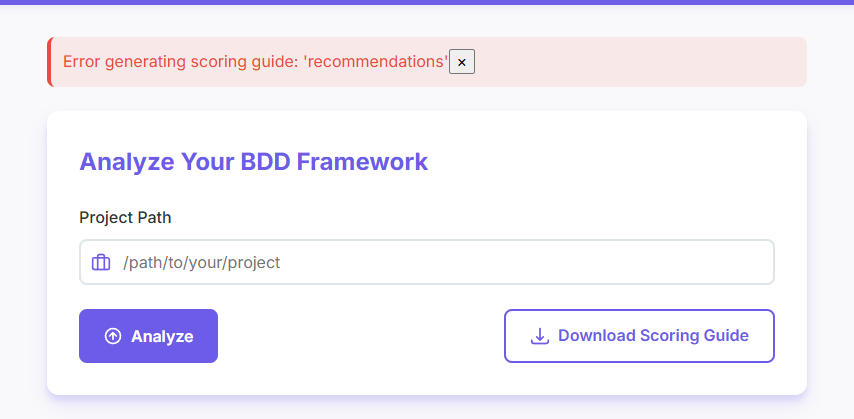 Error generating scoring guide: 'recommendations' ×
Analyze Your BDD Framework
Project Path
/path/to/your/project
Analyze
Download Scoring Guide